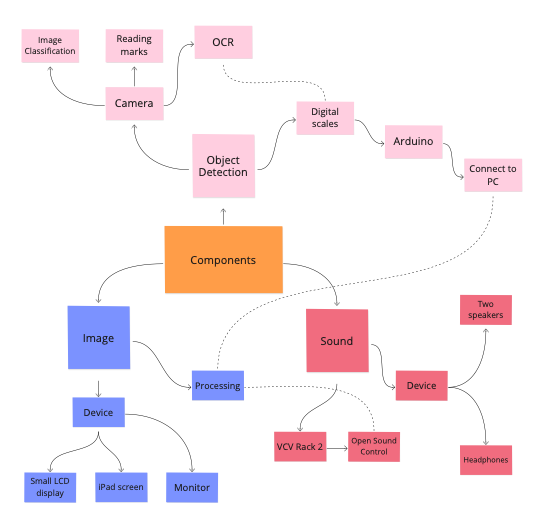 Image
Classification
Reading
marks
OCR
Camera
Digital
scales
Arduino
Object
Detection
Connect to
PC
Components
Image
Sound
Two
speakers
Processing
Device
Device
VCV Rack 2
Open Sound
Control
Headphones
Small LCD
display
iPad screen
Monitor